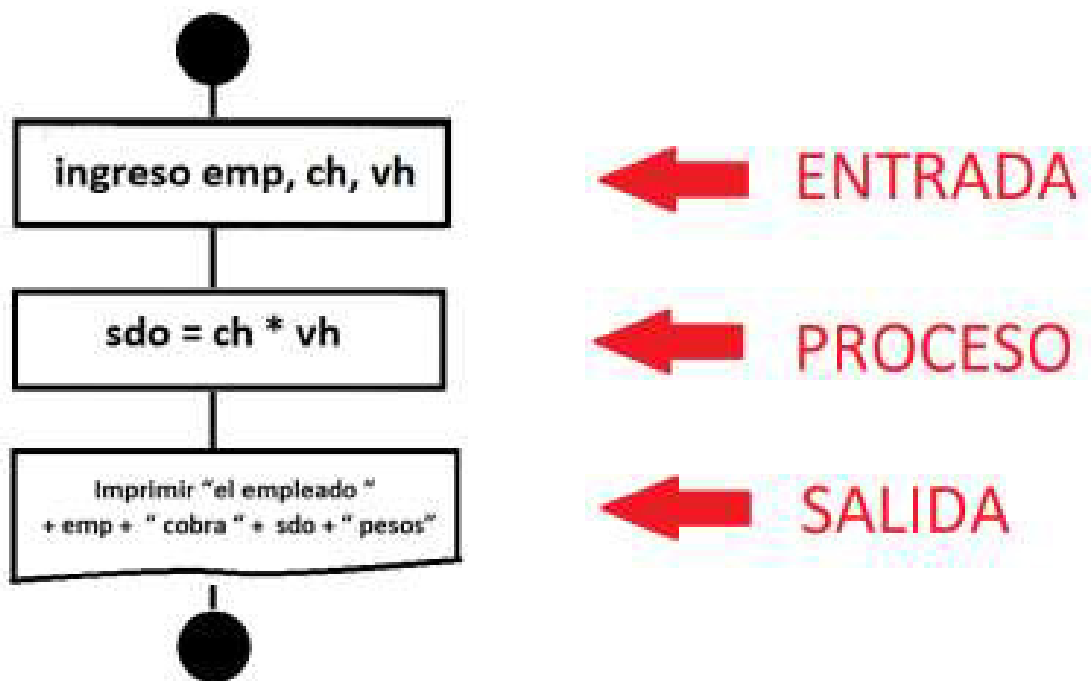 ingreso emp, ch, vh
ENTRADA
sdo = ch * vh
PROCESO
Imprimir “el empleado ”
+ emp + “ cobra “ + sdo + “ pesos”
SALIDA